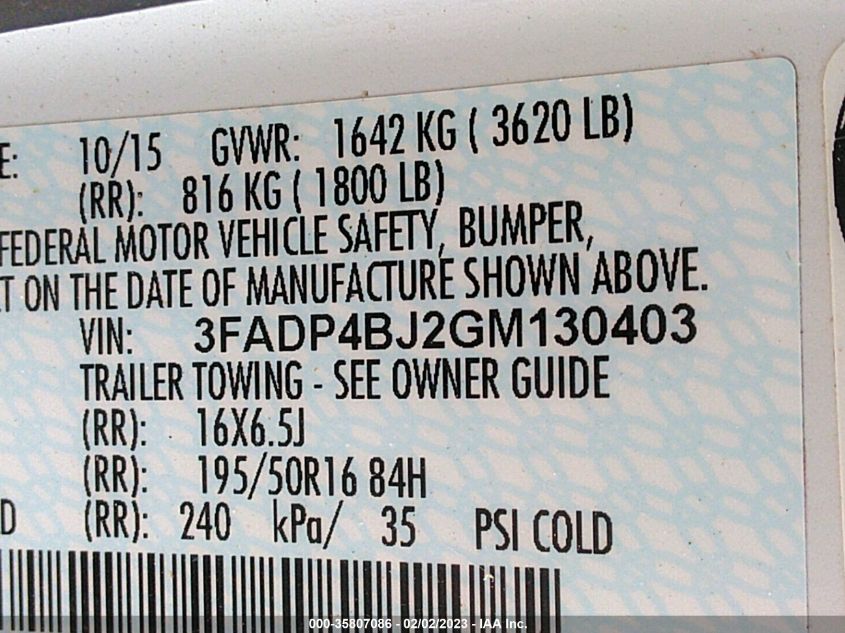 E: 10/15 GVWR: 1642 KG ( 3620 LB)
(RR): 816 KG ( 1800 LB)
FEDERAL MOTOR VEHICLE SAFETY, BUMPER,
T ON THE DATE OF MANUFACTURE SHOWN ABOVE.
VIN: 3FADP4BJ2GM130403
TRAILER TOWING - SEE OWNER GUIDE
(RR): 16X6.5J
(RR): 195/50R16 84H
D (RR): 240 kPa/ 35 PSI COLD
000-35807086 - 02/02/2023 - IAA Inc.